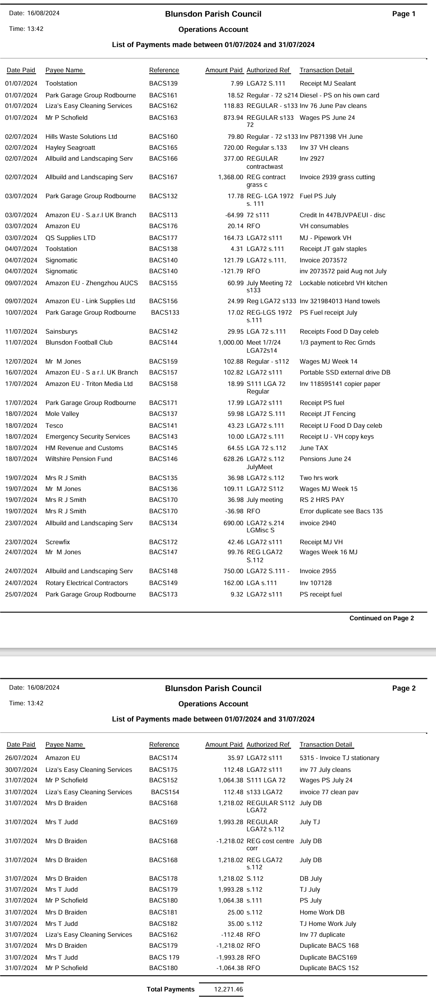 Date: 16/08/2024 Blunsdon Parish Council Page 1
Time: 13:42 Operations Account
List of Payments made between 01/07/2024 and 31/07/2024
Date Paid Payee Name Reference Amount Paid Authorized Ref Transaction Detail
01/07/2024 Toolstation BACS139 7.99 LGA72 S.111 Receipt MJ Sealant
01/07/2024 Park Garage Group Rodbourne BACS161 18.52 Regular - 72 s214 Diesel - PS on his own card
01/07/2024 Liza's Easy Cleaning Services BACS162 118.83 REGULAR - s133 Inv 76 June Pav cleans
01/07/2024 Mr P Schofield BACS163 873.94 REGULAR s133 Wages PS June 24
72
02/07/2024 Hills Waste Solutions Ltd BACS160 79.80 Regular - 72 s133 Inv P871398 VH June
02/07/2024 Hayley Seagroatt BACS165 720.00 Regular s.133 Inv 37 VH cleans
02/07/2024 Allbuild and Landscaping Serv BACS166 377.00 REGULAR Inv 2927
contractwast
02/07/2024 Allbuild and Landscaping Serv BACS167 1,368.00 REG contract Invoice 2939 grass cutting
grass c
03/07/2024 Park Garage Group Rodbourne BACS132 17.78 REG- LGA 1972 Fuel PS July
s. 111
03/07/2024 Amazon EU - S.a.r.l UK Branch BACS113 -64.99 72 s111 Credit In 447BJVPAEUI - disc
03/07/2024 Amazon EU BACS176 20.14 RFO VH consumables
03/07/2024 QS Supplies LTD BACS177 164.73 LGA72 s111 MJ - Pipework VH
04/07/2024 Toolstation BACS138 4.31 LGA72 s.111 Receipt JT galv staples
04/07/2024 Signomatic BACS140 121.79 LGA72 s.111, Invoice 2073572
04/07/2024 Signomatic BACS140 -121.79 RFO inv 2073572 paid Aug not July
09/07/2024 Amazon EU - Zhengzhou AUCS BACS155 60.99 July Meeting 72 Lockable noticebrd VH kitchen
s133
09/07/2024 Amazon EU - Link Supplies Ltd BACS156 24.99 Reg LGA72 s133 Inv 321984013 Hand towels
10/07/2024 Park Garage Group Rodbourne BACS133 17.02 REG-LGS 1972 PS Fuel receipt July
s.111
11/07/2024 Sainsburys BACS142 29.95 LGA 72 s.111 Receipts Food D Day celeb
11/07/2024 Blunsdon Football Club BACS144 1,000.00 Meet 1/7/24 1/3 payment to Rec Grnds
LGA72s14
12/07/2024 Mr M Jones BACS159 102.88 Regular - s112 Wages MJ Week 14
16/07/2024 Amazon EU - S a r.l. UK Branch BACS157 102.82 LGA72 s111 Portable SSD external drive DB
17/07/2024 Amazon EU - Triton Media Ltd BACS158 18.99 S111 LGA 72 Inv 118595141 copier paper
Regular
17/07/2024 Park Garage Group Rodbourne BACS171 17.99 LGA72 s111 Receipt PS fuel
18/07/2024 Mole Valley BACS137 59.98 LGA72 S.111 Receipt JT Fencing
18/07/2024 Tesco BACS141 43.23 LGA72 s.111 Receipt IJ Food D Day celeb
18/07/2024 Emergency Security Services BACS143 10.00 LGA72 s.111 Receipt IJ - VH copy keys
18/07/2024 HM Revenue and Customs BACS145 64.55 LGA 72 s.112 June TAX
18/07/2024 Wiltshire Pension Fund BACS146 628.26 LGA72 s.112 Pensions June 24
JulyMeet
19/07/2024 Mrs R J Smith BACS135 36.98 LGA72 s.112 Two hrs work
19/07/2024 Mr M Jones BACS136 109.11 LGA72 S112 Wages MJ Week 15
19/07/2024 Mrs R J Smith BACS170 36.98 July meeting RS 2 HRS PAY
19/07/2024 Mrs R J Smith BACS170 -36.98 RFO Error duplicate see Bacs 135
23/07/2024 Allbuild and Landscaping Serv BACS134 690.00 LGA72 s.214 invoice 2940
LGMisc S
23/07/2024 Screwfix BACS172 42.46 LGA72 s111 Receipt MJ VH
24/07/2024 Mr M Jones BACS147 99.76 REG LGA72 Wages Week 16 MJ
S.112
24/07/2024 Allbuild and Landscaping Serv BACS148 750.00 LGA72 S.111 - Invoice 2955
24/07/2024 Rotary Electrical Contractors BACS149 162.00 LGA s.111 Inv 107128
25/07/2024 Park Garage Group Rodbourne BACS173 9.32 LGA72 s111 PS receipt fuel
Continued on Page 2
Date: 16/08/2024 Blunsdon Parish Council Page 2
Time: 13:42 Operations Account
List of Payments made between 01/07/2024 and 31/07/2024
Date Paid Payee Name Reference Amount Paid Authorized Ref Transaction Detail
26/07/2024 Amazon EU BACS174 35.97 LGA72 s111 5315 - Invoice TJ stationary
30/07/2024 Liza's Easy Cleaning Services BACS175 112.48 LGA72 s111 inv 77 July cleans
31/07/2024 Mr P Schofield BACS152 1,064.38 S111 LGA 72 Wages PS July 24
31/07/2024 Liza's Easy Cleaning Services BACS154 112.48 s133 LGA72 invoice 77 clean pav
31/07/2024 Mrs D Braiden BACS168 1,218.02 REGULAR S112 July DB
LGA72
31/07/2024 Mrs T Judd BACS169 1,993.28 REGULAR July TJ
LGA72 s.112
31/07/2024 Mrs D Braiden BACS168 -1,218.02 REG cost centre July DB
corr
31/07/2024 Mrs D Braiden BACS168 1,218.02 REG LGA72 July DB
s.112
31/07/2024 Mrs D Braiden BACS178 1,218.02 S.112 DB July
31/07/2024 Mrs T Judd BACS179 1,993.28 s.112 TJ July
31/07/2024 Mr P Schofield BACS180 1,064.38 s.111 PS July
31/07/2024 Mrs D Braiden BACS181 25.00 s.112 Home Work DB
31/07/2024 Mrs T Judd BACS182 35.00 s.112 TJ Home Work July
31/07/2024 Liza's Easy Cleaning Services BACS162 -112.48 RFO Inv 77 duplicate
31/07/2024 Mrs D Braiden BACS179 -1,218.02 RFO Duplicate BACS 168
31/07/2024 Mrs T Judd BACS 179 -1,993.28 RFO Duplicate BACS169
31/07/2024 Mr P Schofield BACS180 -1,064.38 RFO Duplicate BACS 152
Total Payments 12,271.46